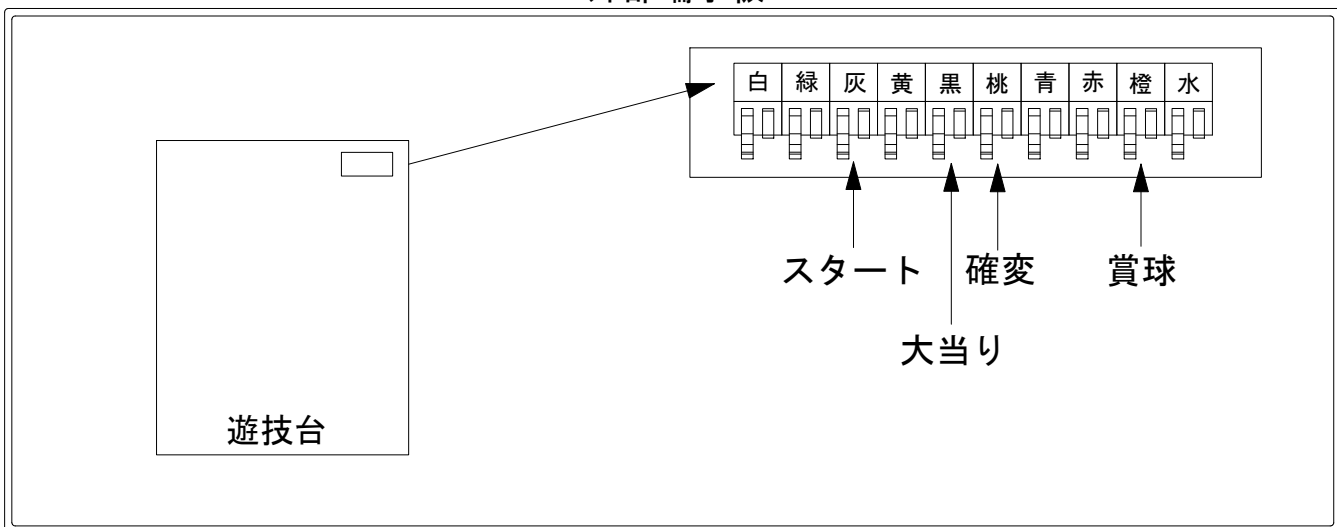 白 緑 灰 黄 黒 桃 青 赤 橙 水
スタート 確変 賞球
大当り
遊技台